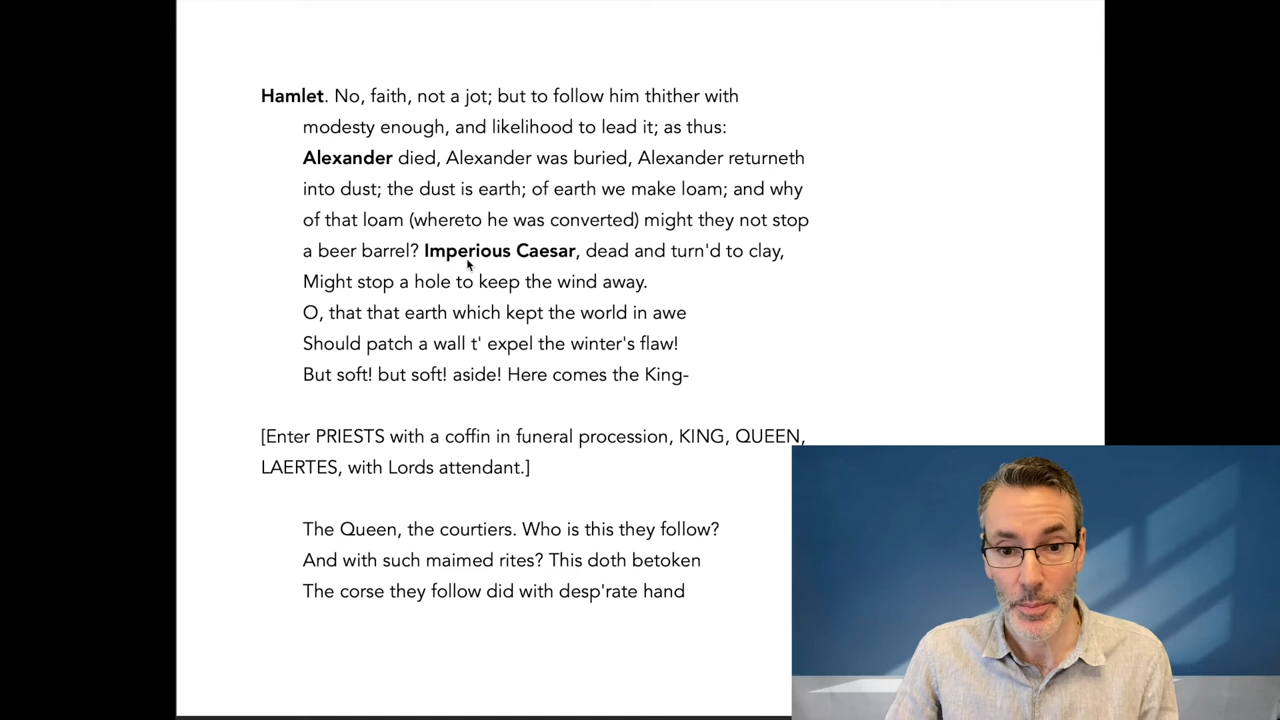 Hamlet. No, faith, not a jot; but to follow him thither with
modesty enough, and likelihood to lead it; as thus:
Alexander died, Alexander was buried, Alexander returneth
into dust; the dust is earth; of earth we make loam; and why
of that loam (whereto he was converted) might they not stop
a beer barrel? Imperious Caesar, dead and turn'd to clay,
Might stop a hole to keep the wind away.
O, that that earth which kept the world in awe
Should patch a wall t' expel the winter's flaw!
But soft! but soft! aside! Here comes the King-
[Enter PRIESTS with a coffin in funeral procession, KING, QUEEN,
LAERTES, with Lords attendant.]
The Queen, the courtiers. Who is this they follow?
And with such maimed rites? This doth betoken
The corse they follow did with desp'rate hand